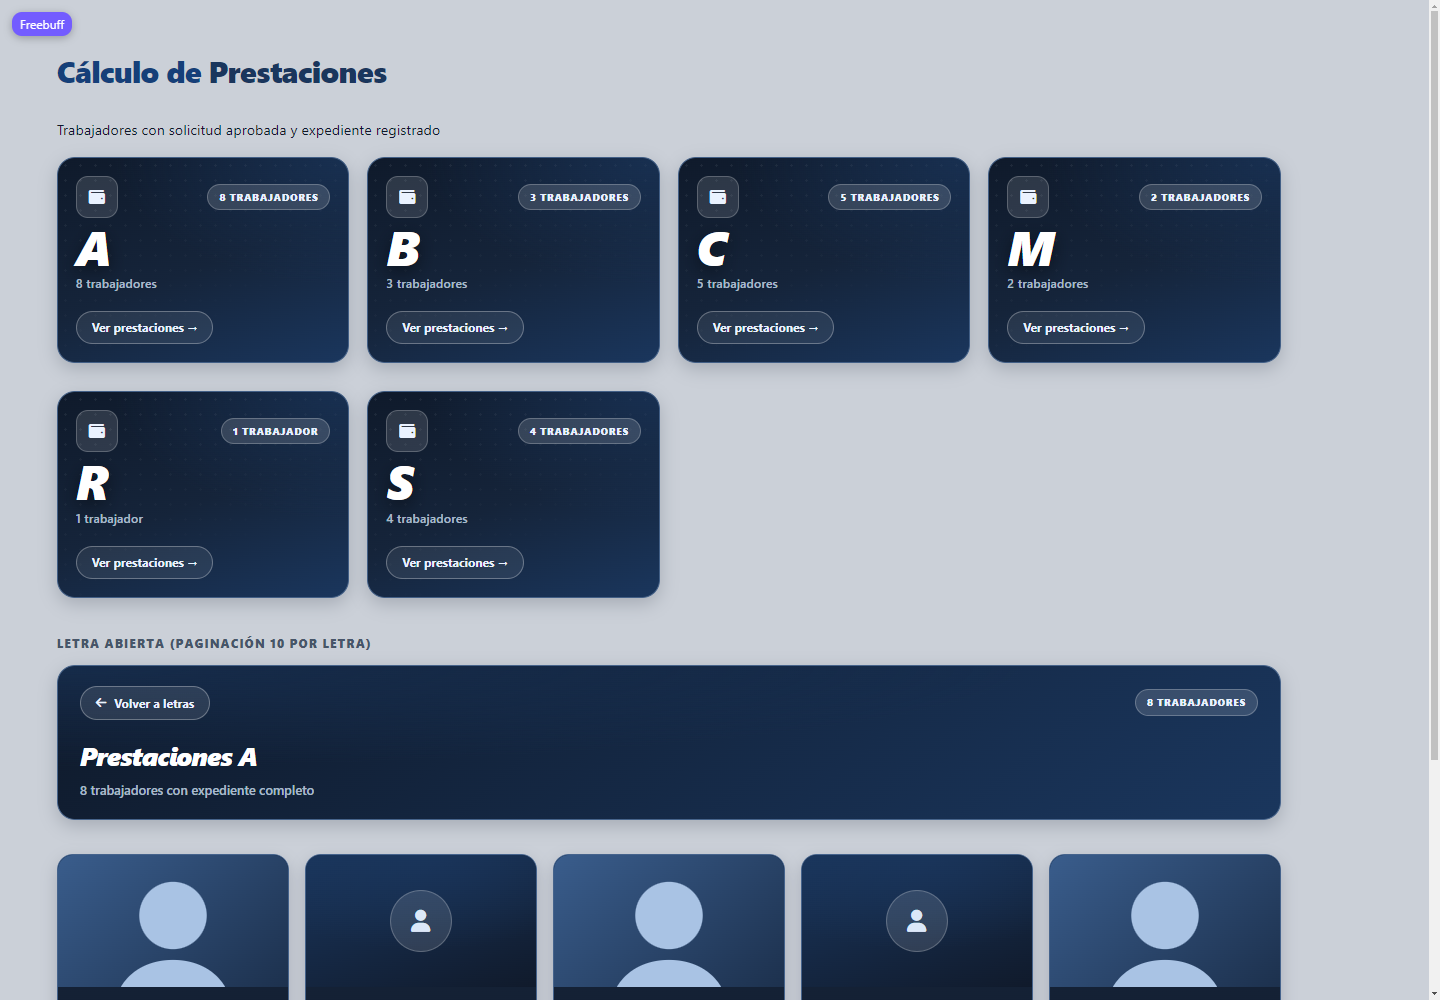 Freebuff
Cálculo de Prestaciones
Trabajadores con solicitud aprobada y expediente registrado
8 TRABAJADORES
A
8 trabajadores
Ver prestaciones →
3 TRABAJADORES
B
3 trabajadores
Ver prestaciones →
5 TRABAJADORES
C
5 trabajadores
Ver prestaciones →
2 TRABAJADORES
M
2 trabajadores
Ver prestaciones →
1 TRABAJADOR
R
1 trabajador
Ver prestaciones →
4 TRABAJADORES
S
4 trabajadores
Ver prestaciones →
LETRA ABIERTA (PAGINACIÓN 10 POR LETRA)
← Volver a letras
8 TRABAJADORES
Prestaciones A
8 trabajadores con expediente completo